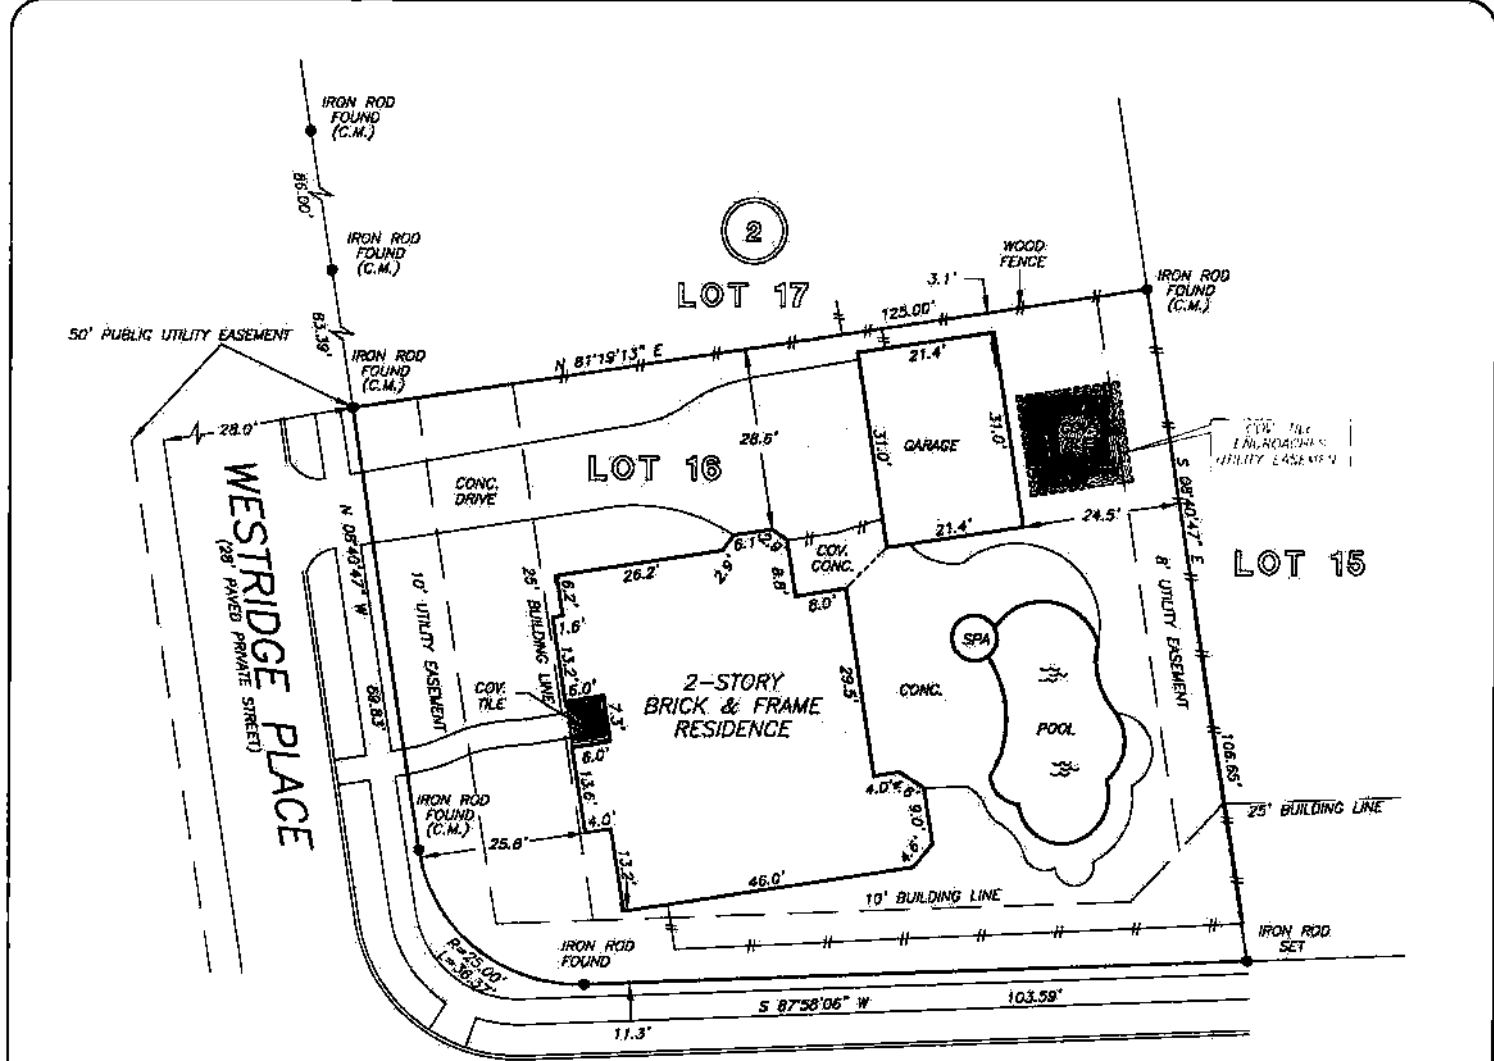 IRON ROD
FOUND
(C.M.)
86.00'
IRON ROD
FOUND
(C.M.)
83.39'
50' PUBLIC UTILITY EASEMENT
IRON ROD
FOUND
(C.M.)
28.0'
2
LOT 17
WOOD
FENCE
3.1'
125.00'
N 81°19'13" E
IRON ROD
FOUND
(C.M.)
21.4'
28.6'
31.0'
GARAGE
31.0'
ENCROACHES
UTILITY EASEMENT
S 08°40'47" E
LOT 16
CONC.
DRIVE
24.5'
21.4'
LOT 15
WESTRIDGE PLACE
(28' PAVED PRIVATE STREET)
N 08°40'47" W
69.83'
10' UTILITY EASEMENT
25' BUILDING LINE
8' UTILITY EASEMENT
6.1'
2.9'
COV.
CONC.
26.2'
8.8'
8.0'
6.2'
1.6'
13.2'
6.0'
COV.
TILE
7.3'
6.0'
2-STORY
BRICK & FRAME
RESIDENCE
29.5'
CONC.
SPA
POOL
106.65'
13.6'
4.0'
4.0'
9.0'
IRON ROD
FOUND
(C.M.)
25.6'
13.2'
46.0'
25' BUILDING LINE
10' BUILDING LINE
IRON ROD
SET
IRON ROD
FOUND
R=25.00'
L=36.37'
S 87°58'06" W
103.59'
11.3'